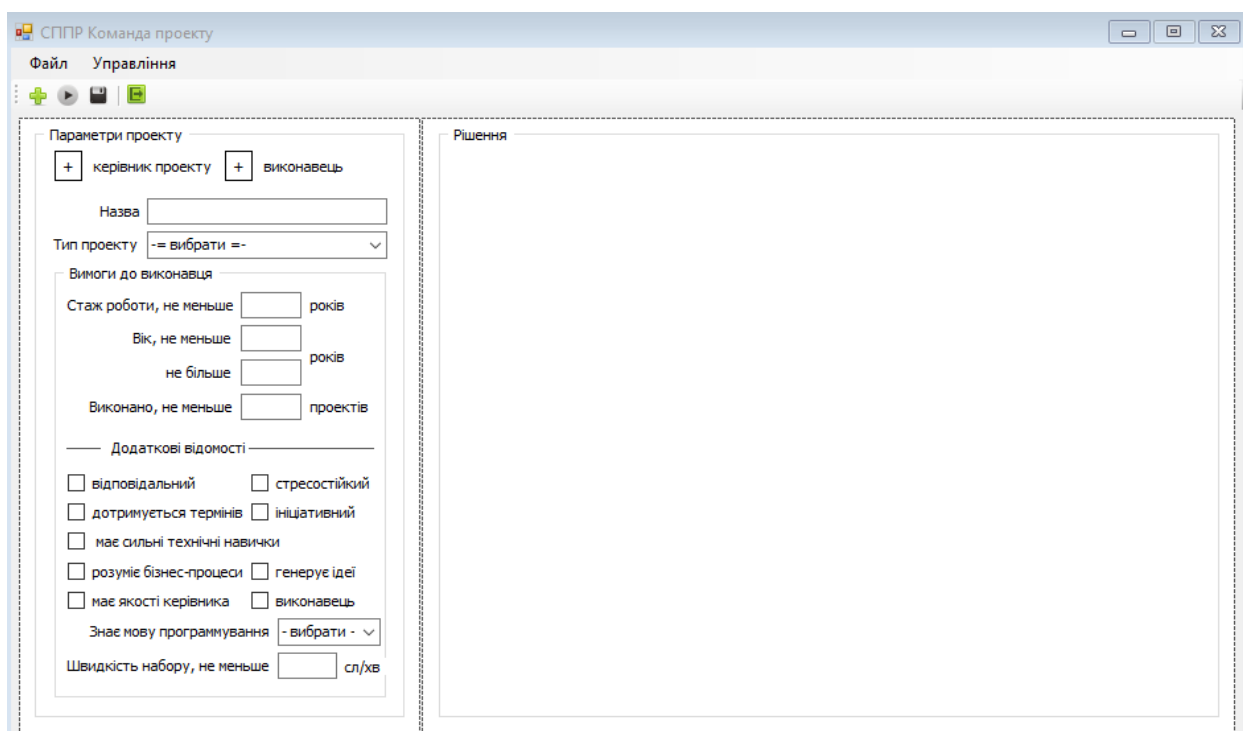 СППР Команда проекту
Файл Управління
Параметри проекту
+ керівник проекту + виконавець
Назва
Тип проекту -= вибрати =-
Вимоги до виконавця
Стаж роботи, не меньше років
Вік, не меньше
років
не більше
Виконано, не меньше проектів
Додаткові відомості
відповідальний стресостійкий
дотримується термінів ініціативний
має сильні технічні навички
розуміє бізнес-процеси генерує ідеї
має якості керівника виконавець
Знає мову програмування - вибрати -
Швидкість набору, не меньше сл/хв
Рішення